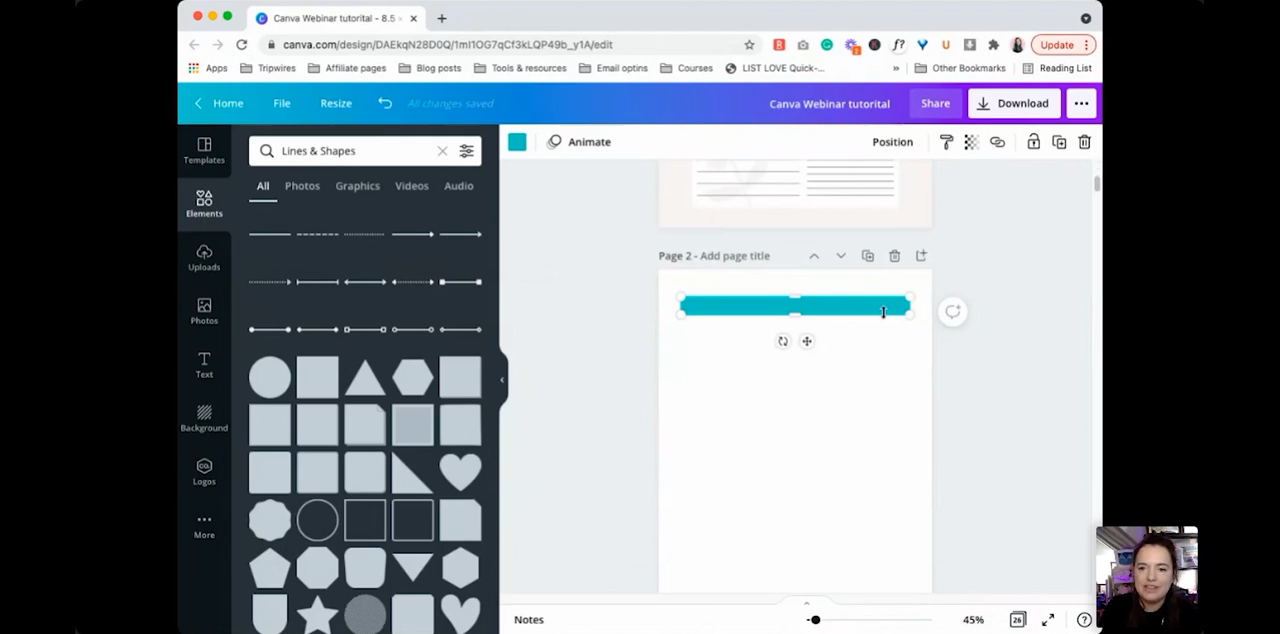 Canva Webinar tutorital - 8.5
canva.com/design/DAEkqN28D0Q/1mI1OG7qCf3kLQP49b_y1A/edit
Update
Apps
Tripwires
Affiliate pages
Blog posts
Tools & resources
Email optins
Courses
LIST LOVE Quick-...
»
Other Bookmarks
Reading List
Home
File
Resize
All changes saved
Canva Webinar tutorital
Share
Download
Templates
Elements
Uploads
Photos
Text
Background
Logos
More
Lines & Shapes
All
Photos
Graphics
Videos
Audio
Animate
Position
Page 2 - Add page title
Notes
45%
26
?